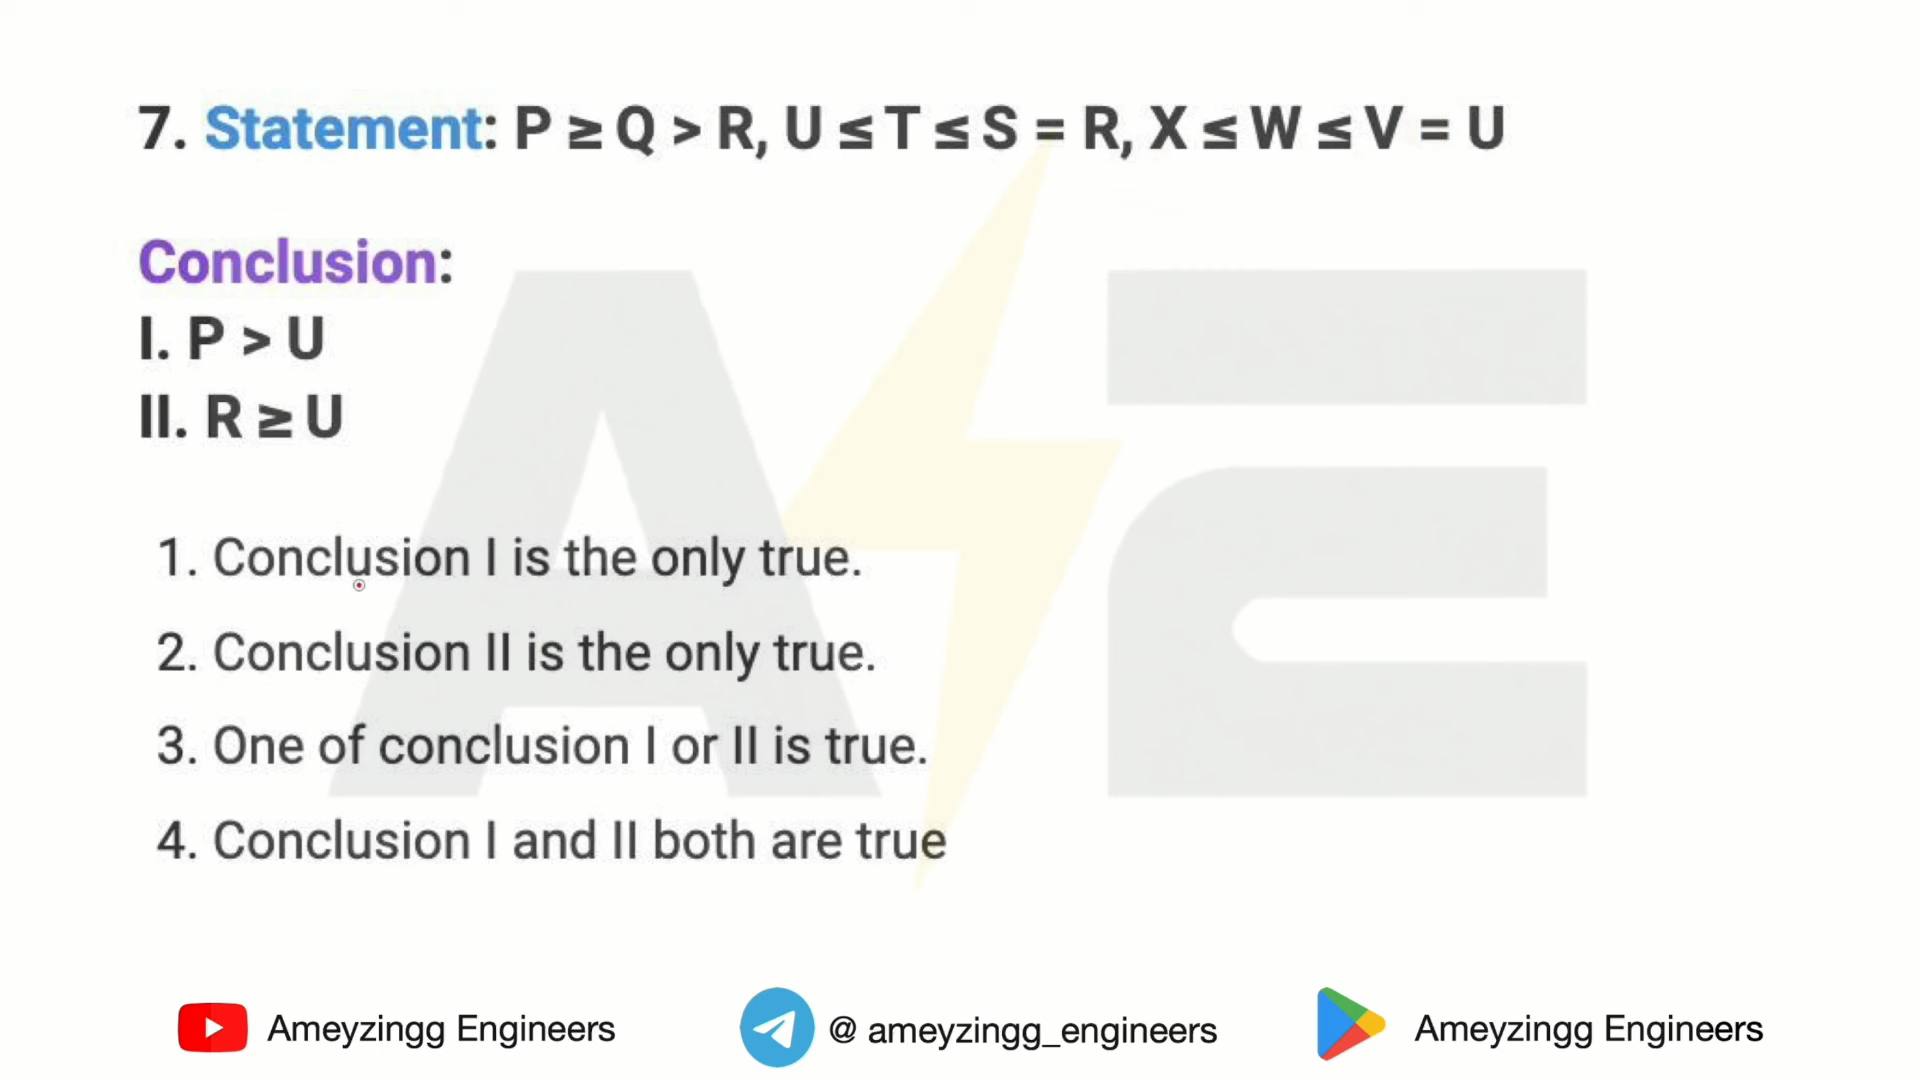 7. Statement: P ≥ Q > R, U ≤ T ≤ S = R, X ≤ W ≤ V = U
Conclusion:
I. P > U
II. R ≥ U
1. Conclusion I is the only true.
2. Conclusion II is the only true.
3. One of conclusion I or II is true.
4. Conclusion I and II both are true
Ameyzingg Engineers @ ameyzingg_engineers Ameyzingg Engineers